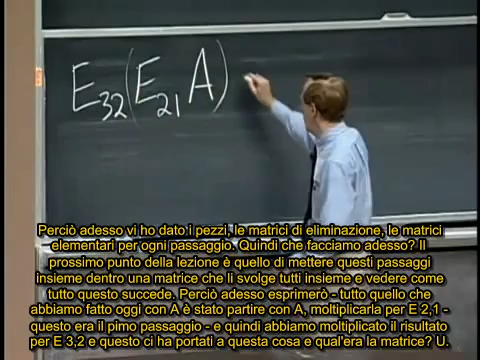 E32(E21 A)
Perciò adesso vi ho dato i pezzi, le matrici di eliminazione, le matrici
elementari per ogni passaggio. Quindi che facciamo adesso? Il
prossimo punto della lezione è quello di mettere questi passaggi
insieme dentro una matrice che li svolge tutti insieme e vedere come
tutto questo succede. Perciò adesso esprimerò - tutto quello che
abbiamo fatto oggi con A è stato partire con A, moltiplicarla per E 2,1 -
questo era il pimo passaggio - e quindi abbiamo moltiplicato il risultato
per E 3,2 e questo ci ha portati a questa cosa e qual'era la matrice? U.